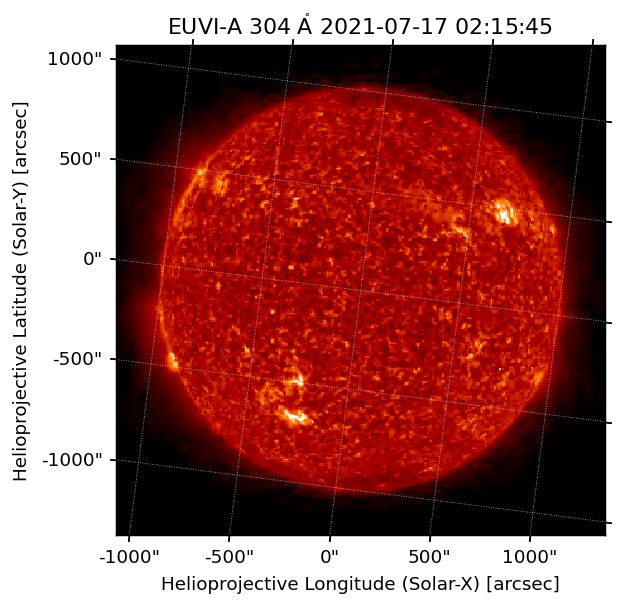 EUVI-A 304 Å 2021-07-17 02:15:45
1000"
500"
0"
-500"
-1000"
Helioprojective Latitude (Solar-Y) [arcsec]
-1000" -500" 0" 500" 1000"
Helioprojective Longitude (Solar-X) [arcsec]